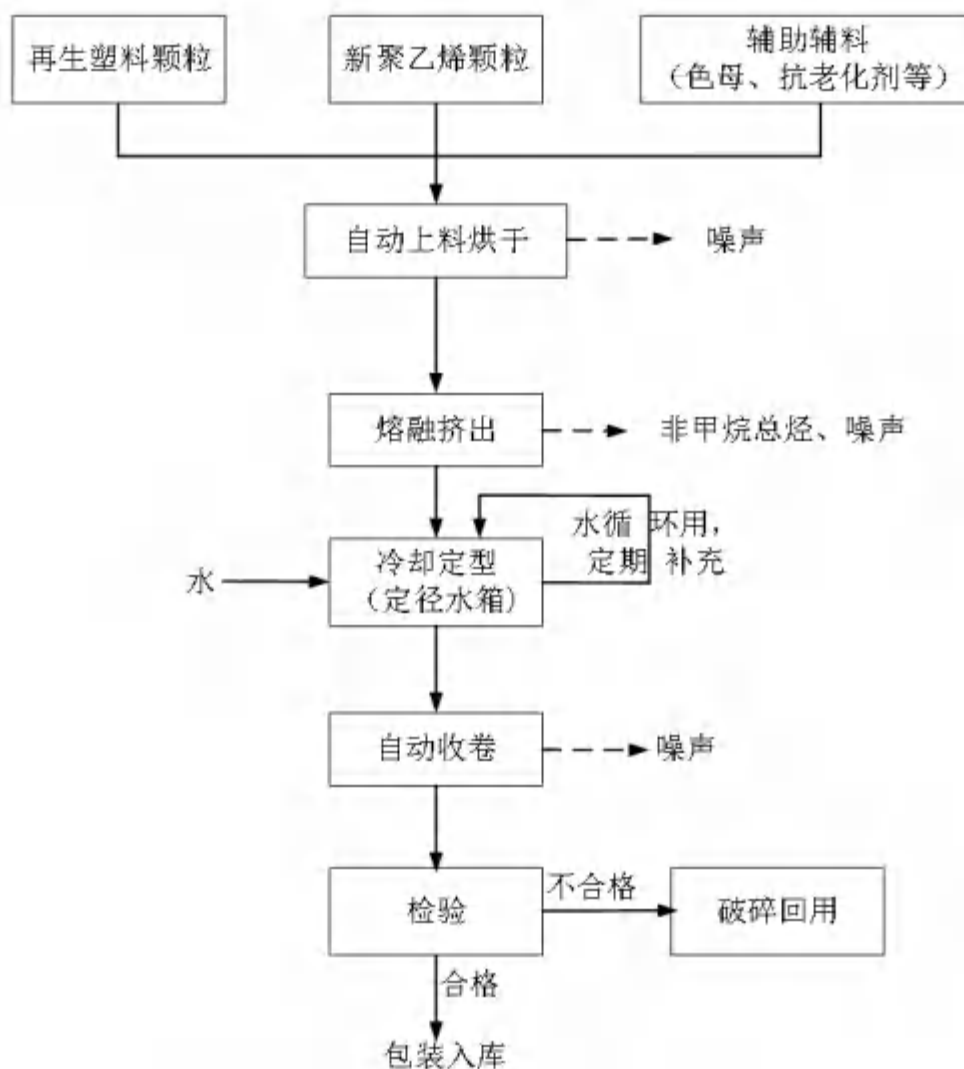 再生塑料颗粒
新聚乙烯颗粒
辅助辅料
（色母、抗老化剂等）
自动上料烘干
噪声
熔融挤出
非甲烷总烃、噪声
水循 环用，
定期 补充
水
冷却定型
（定径水箱）
自动收卷
噪声
检验
不合格
破碎回用
合格
包装入库